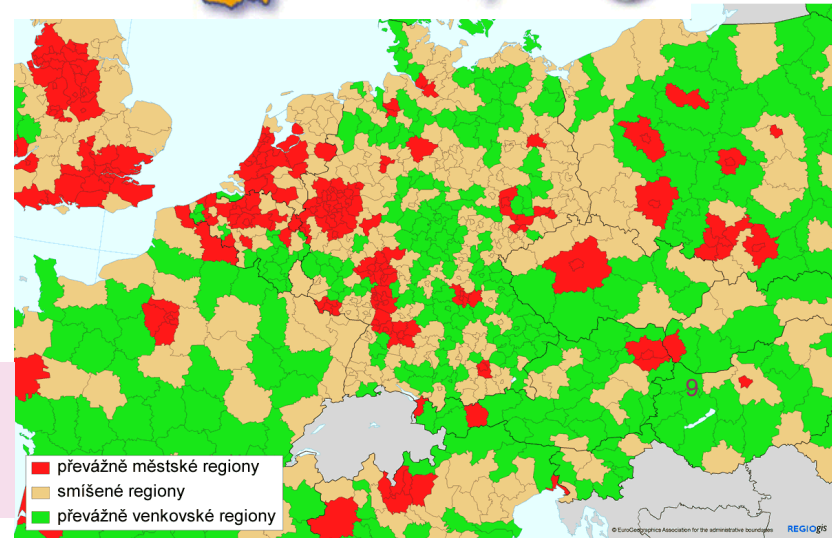 9
převážně městské regiony
smíšené regiony
převážně venkovské regiony
© EuroGeographics Association for the administrative boundaries
REGIOgis